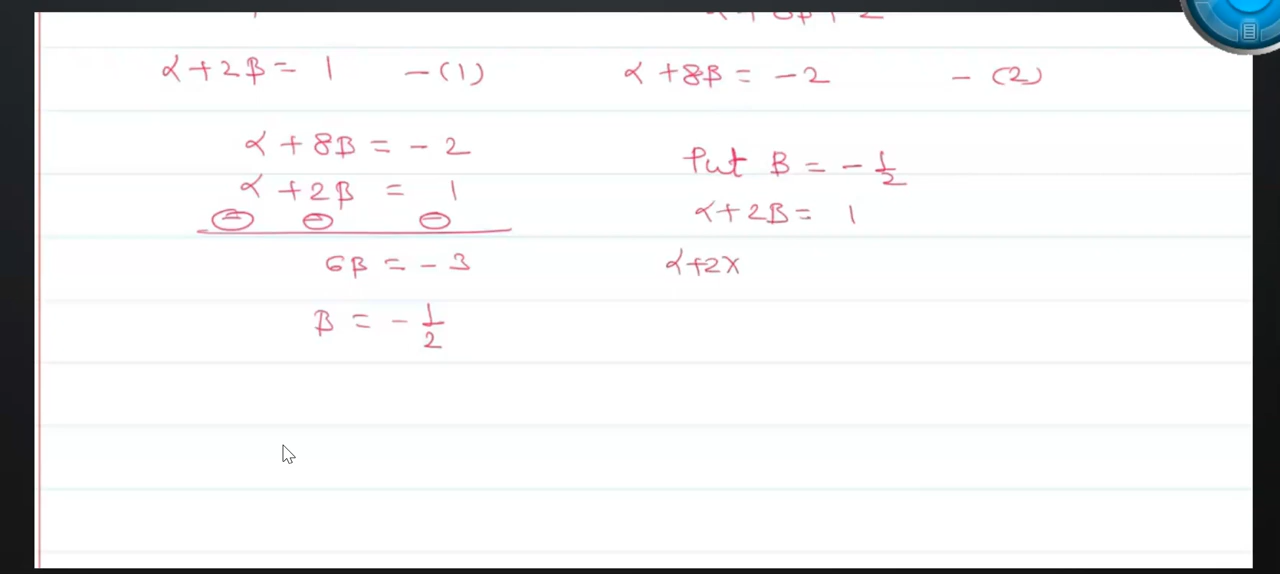 α + 2β = 1 - (1)
α + 8β = - 2 - (2)
α + 8β = - 2
α + 2β = 1
⊖ ⊖ ⊖
6β = - 3
β = - 1/2
Put β = - 1/2
α + 2β = 1
α + 2×